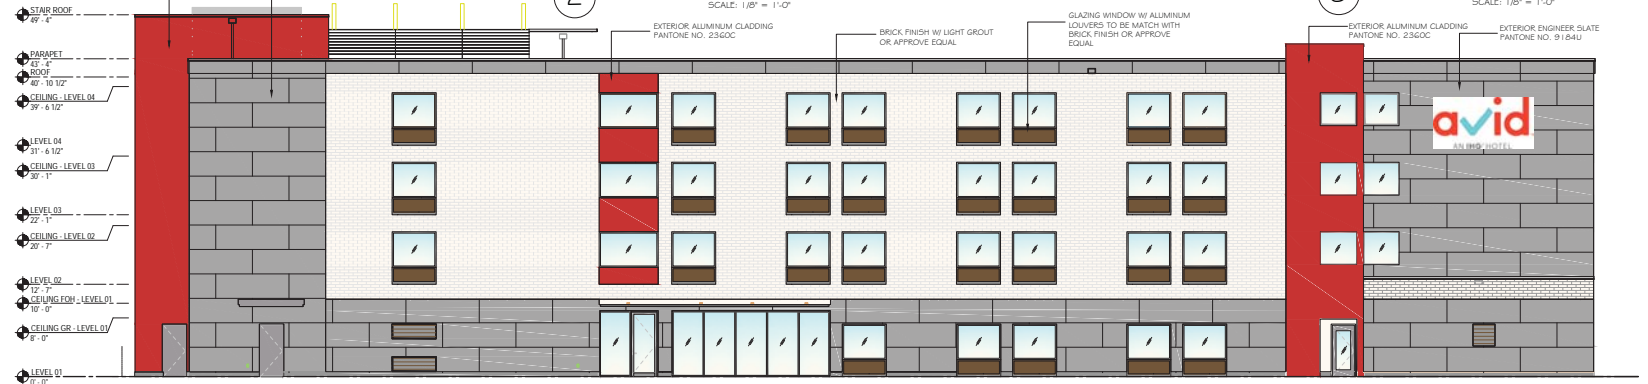 SCALE: 1/8" = 1'-0"
SCALE: 1/8" = 1'-0"
STAIR ROOF
49' - 4"
PARAPET
43' - 4"
ROOF
40' - 10 1/2"
CEILING - LEVEL 04
39' - 6 1/2"
LEVEL 04
31' - 6 1/2"
CEILING - LEVEL 03
30' - 1"
LEVEL 03
22' - 1"
CEILING - LEVEL 02
20' - 7"
LEVEL 02
12' - 7"
CEILING FOH - LEVEL 01
10' - 0"
CEILING GR - LEVEL 01
8' - 0"
LEVEL 01
0' - 0"
EXTERIOR ALUMINUM CLADDING
PANTONE NO. 2360C
BRICK FINISH W/ LIGHT GROUT
OR APPROVE EQUAL
GLAZING WINDOW W/ ALUMINUM
LOUVERS TO BE MATCH WITH
BRICK FINISH OR APPROVE
EQUAL
EXTERIOR ALUMINUM CLADDING
PANTONE NO. 2360C
EXTERIOR ENGINEER SLATE
PANTONE NO. 9184U
avid
AN IHG HOTEL